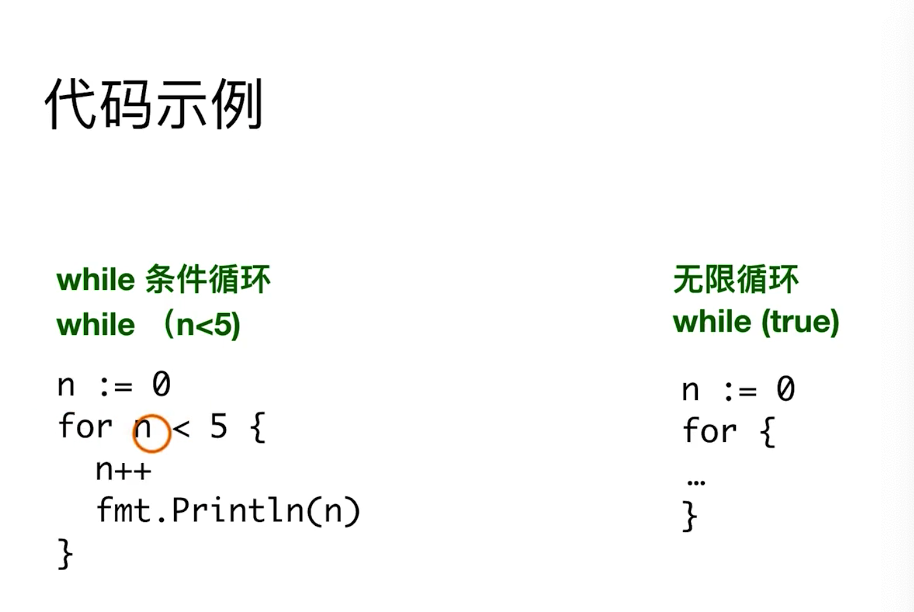 代码示例
while 条件循环
while （n<5)
n := 0
for n < 5 {
n++
fmt.Println(n)
}
无限循环
while (true)
n := 0
for {
…
}